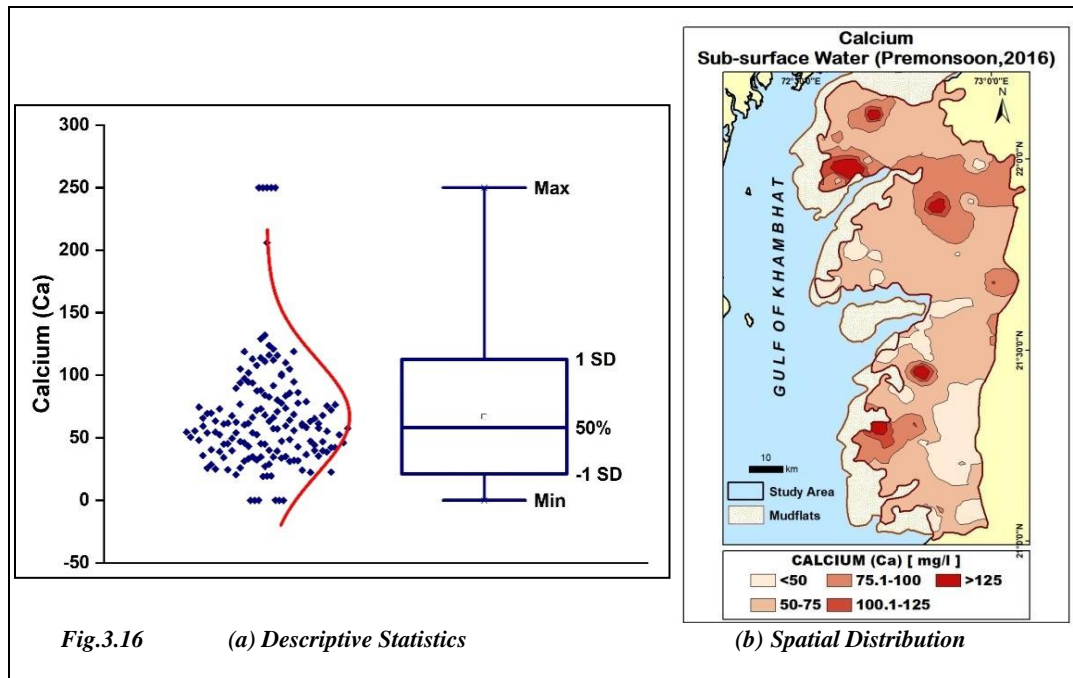 300
250
200
150
100
50
0
-50
Calcium (Ca)
Max
1 SD
50%
-1 SD
Min
Calcium
Sub-surface Water (Premonsoon,2016)
73°0'0"E
N
22°0'0"N
21°30'0"N
GULF OF KHAMBHAT
10
km
Study Area
Mudflats
CALCIUM (Ca) [ mg/l ]
<50 75.1-100 >125
50-75 100.1-125
Fig.3.16 (a) Descriptive Statistics (b) Spatial Distribution